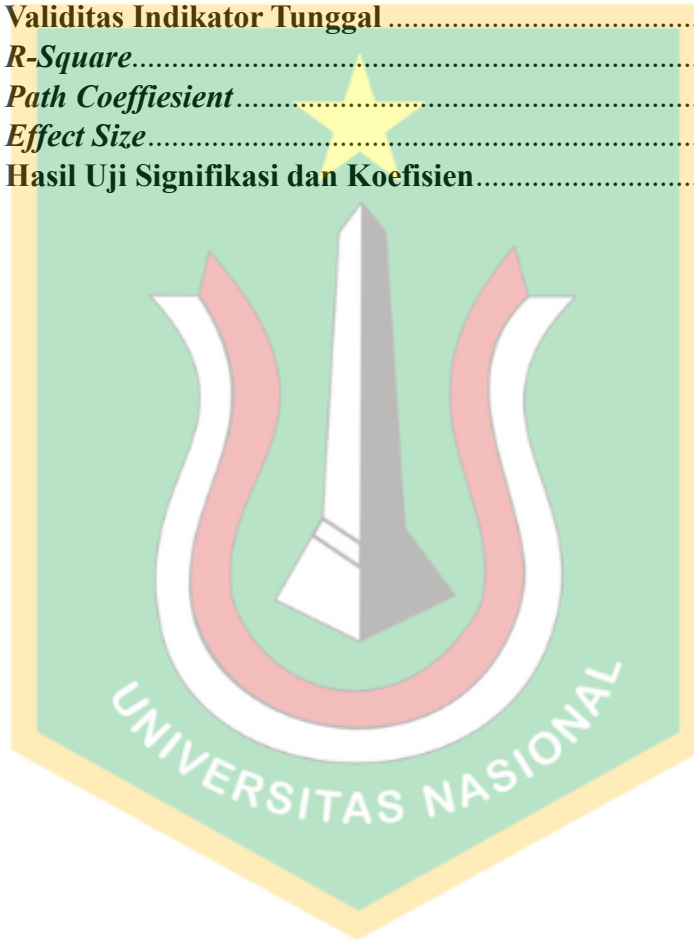 Validitas Indikator Tunggal ........................................
R-Square........................................................................
Path Coeffiesient..........................................................
Effect Size......................................................................
Hasil Uji Signifikasi dan Koefisien............................
UNIVERSITAS NASIONAL